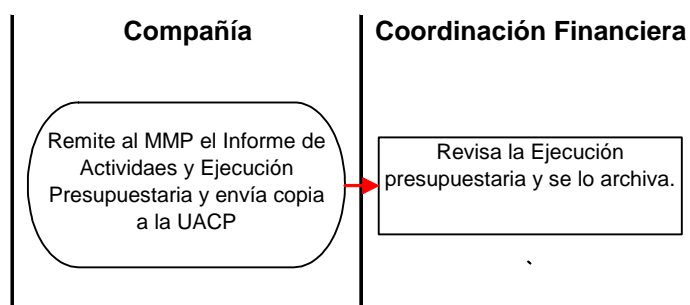 Compañía
Coordinación Financiera
Remite al MMP el Informe de
Actividaes y Ejecución
Presupuestaria y envía copia
a la UACP
Revisa la Ejecución
presupuestaria y se lo archiva.